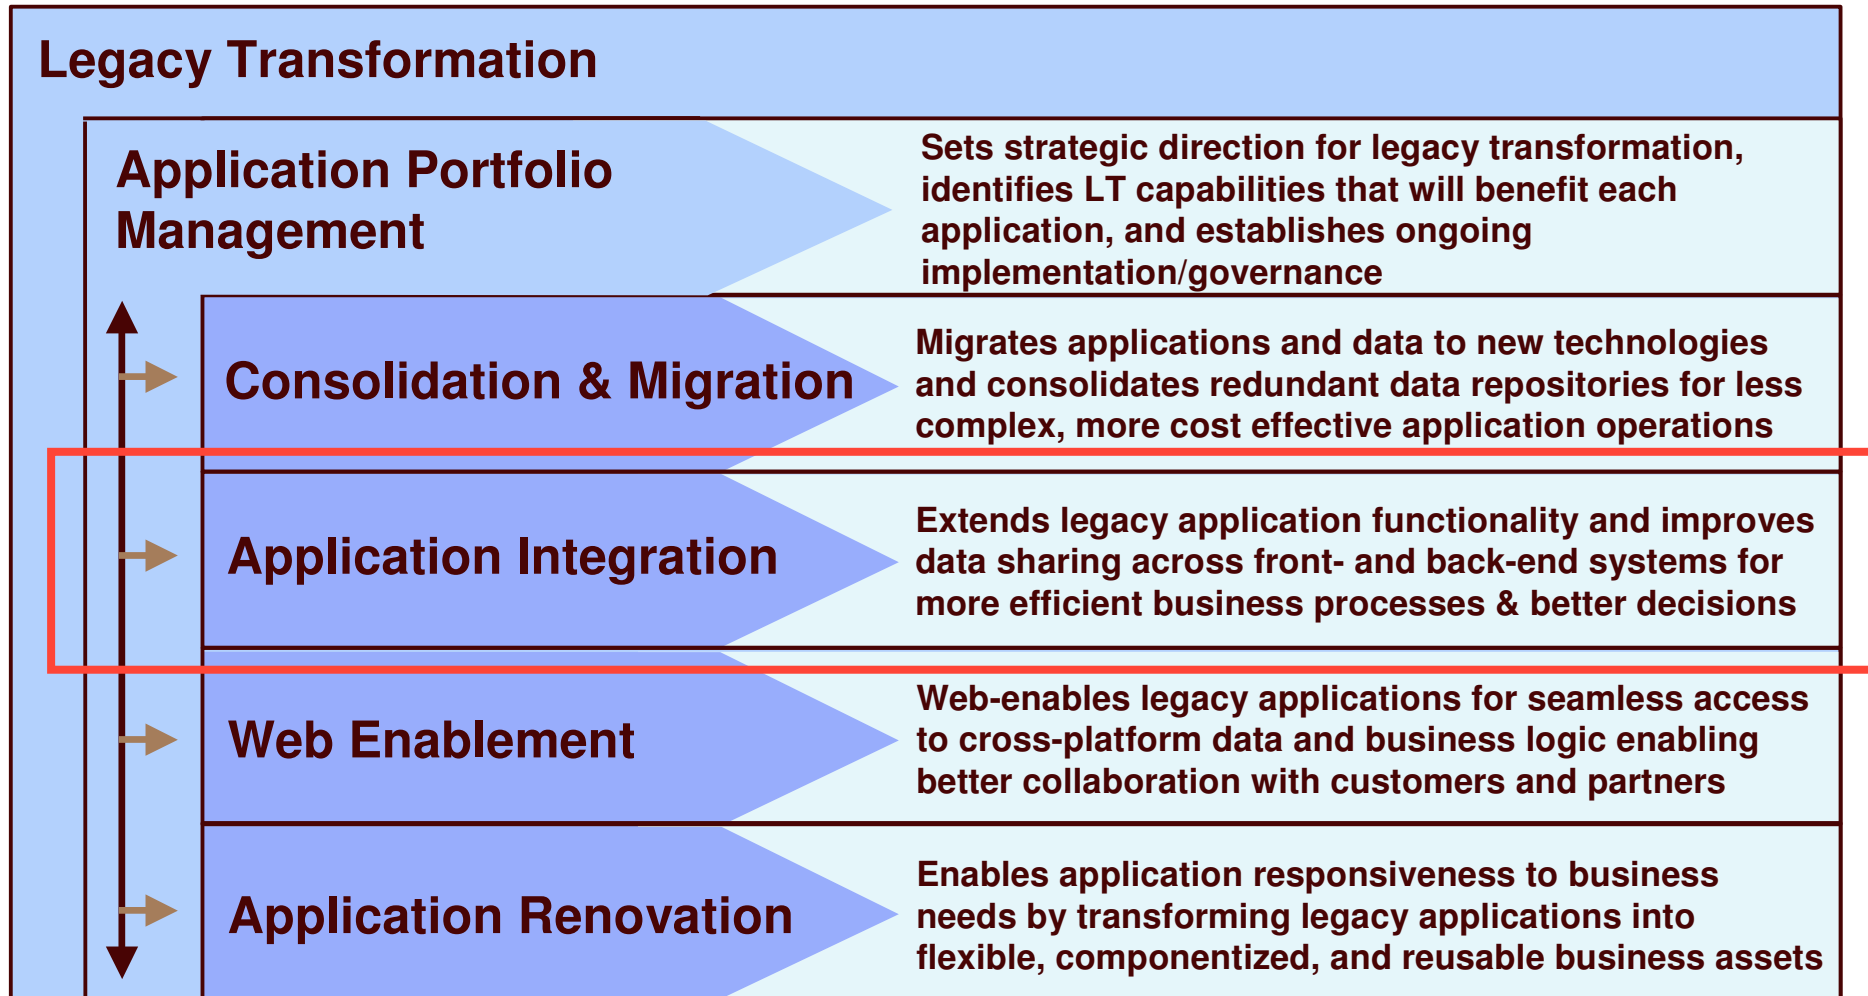 Legacy Transformation
Application Portfolio
Management
Sets strategic direction for legacy transformation,
identifies LT capabilities that will benefit each
application, and establishes ongoing
implementation/governance
Consolidation & Migration
Migrates applications and data to new technologies
and consolidates redundant data repositories for less
complex, more cost effective application operations
Application Integration
Extends legacy application functionality and improves
data sharing across front- and back-end systems for
more efficient business processes & better decisions
Web Enablement
Web-enables legacy applications for seamless access
to cross-platform data and business logic enabling
better collaboration with customers and partners
Application Renovation
Enables application responsiveness to business
needs by transforming legacy applications into
flexible, componentized, and reusable business assets